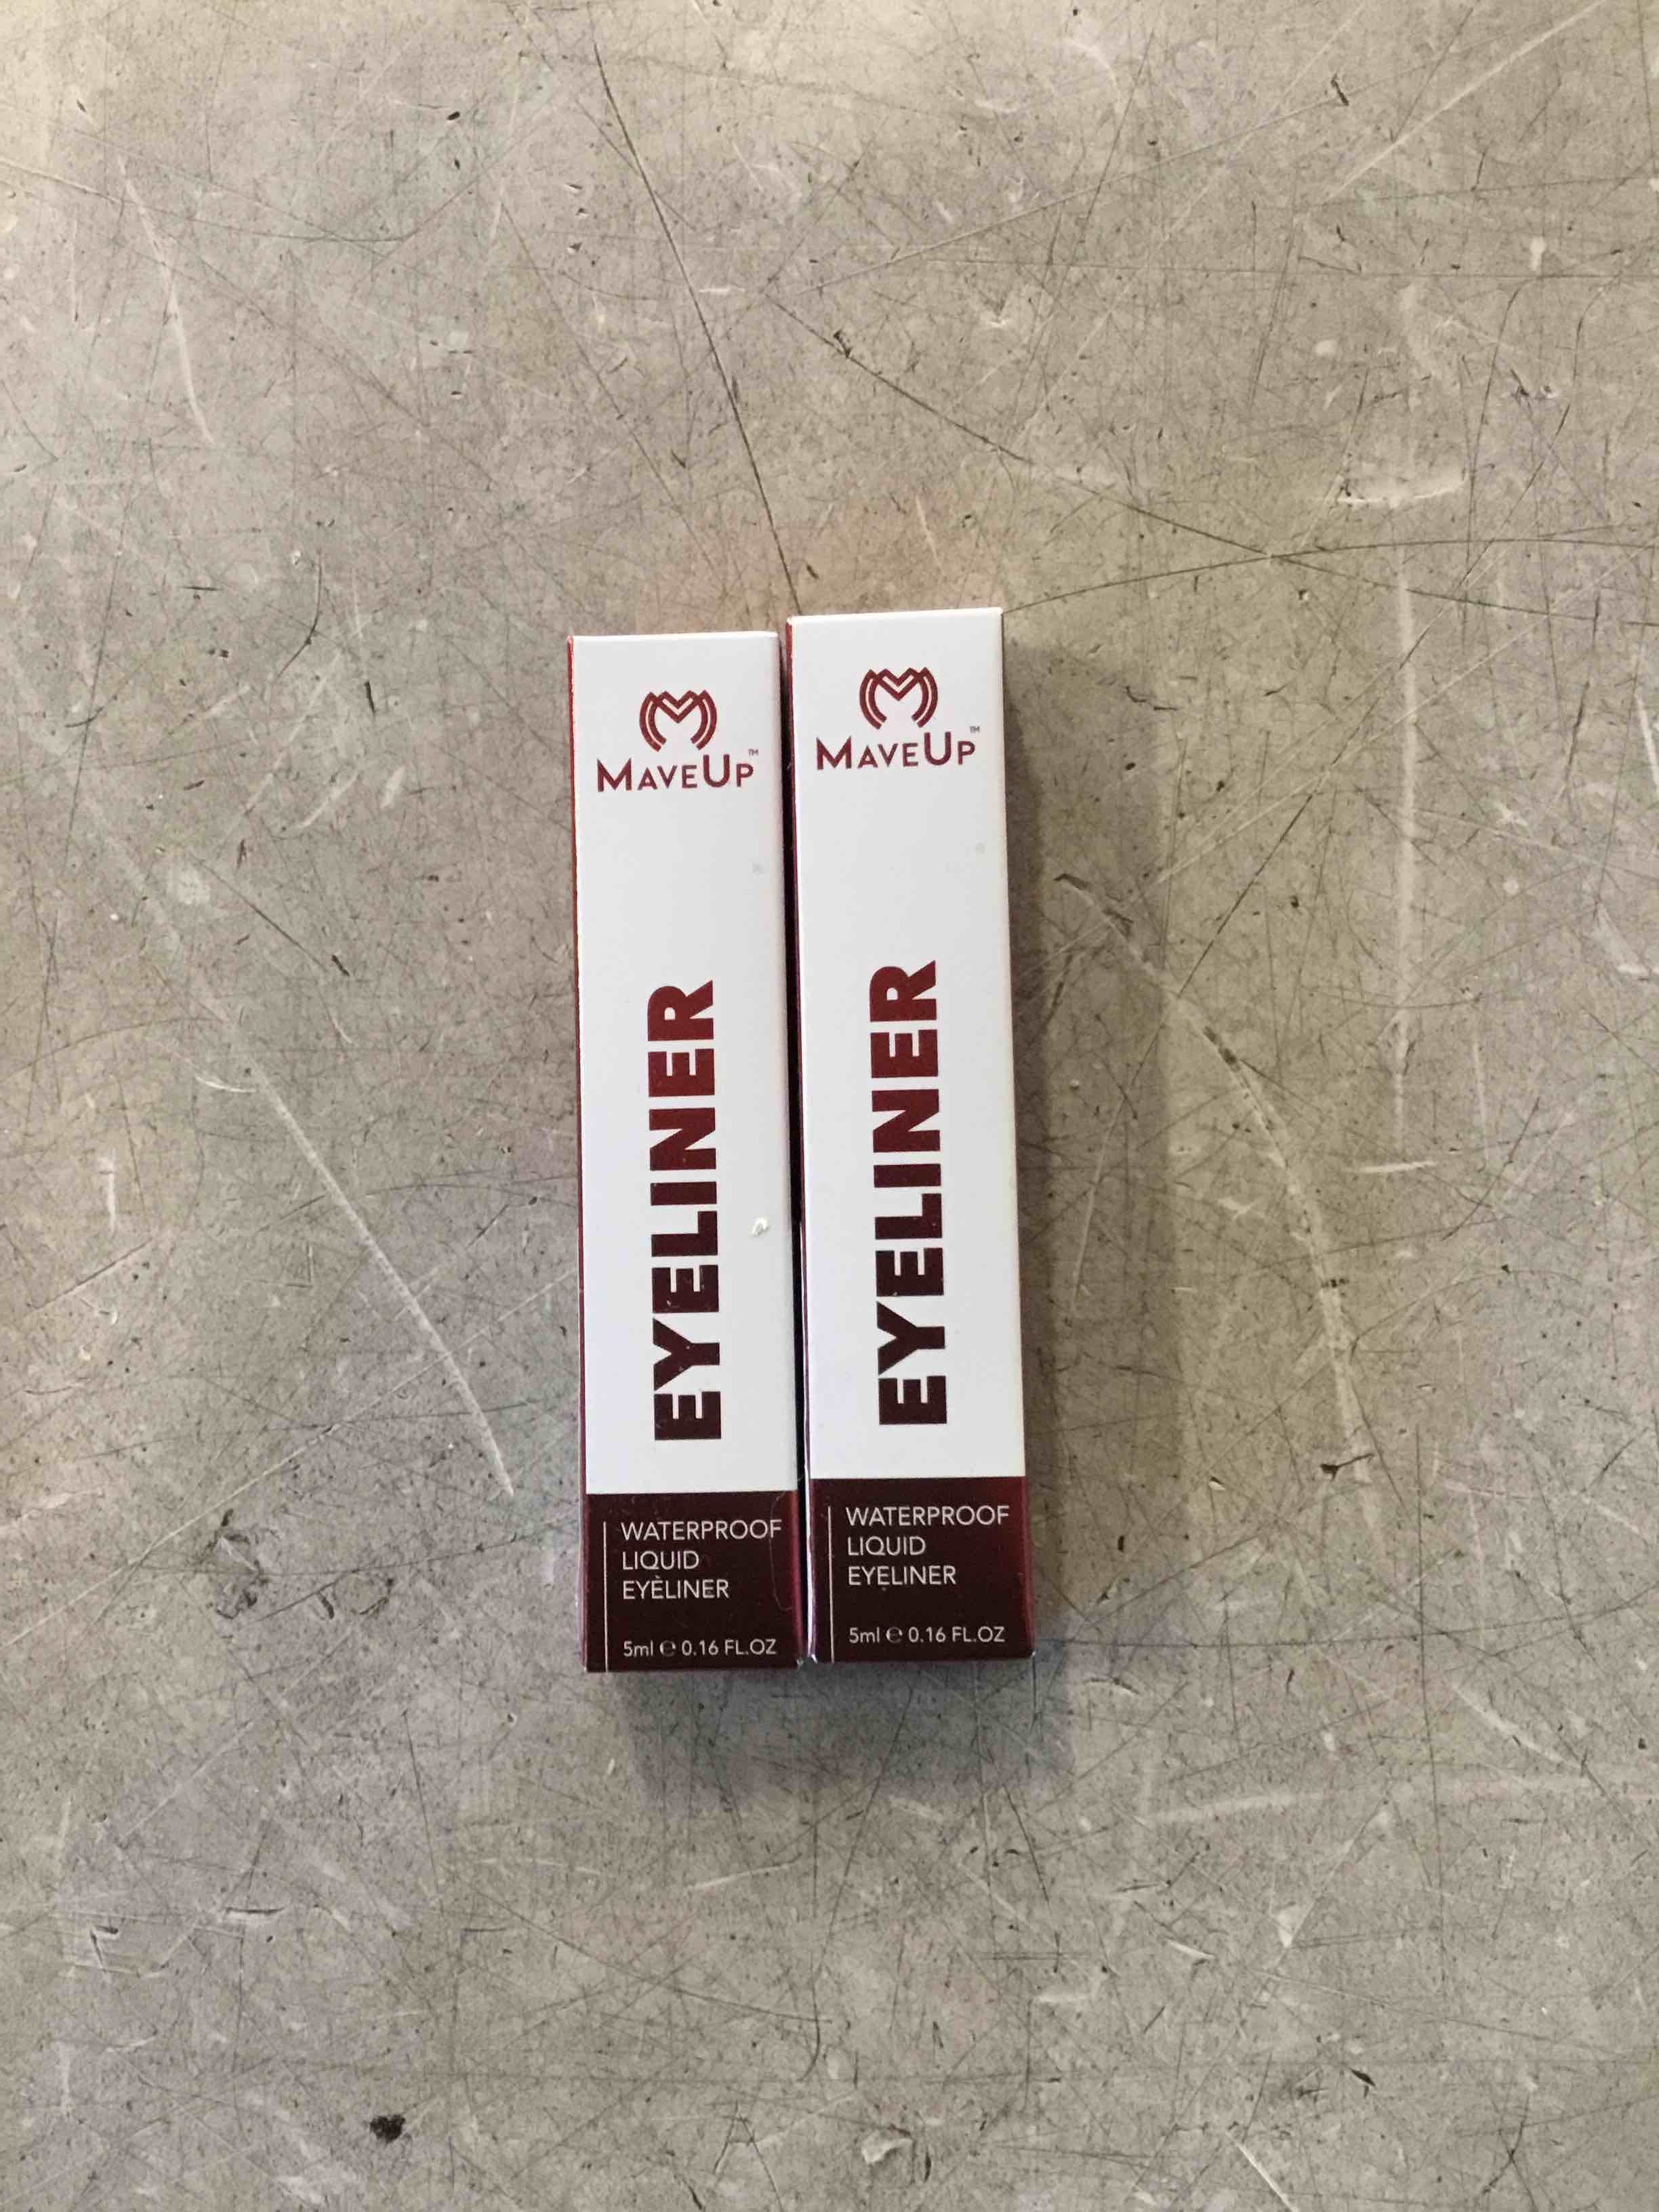 MAVEUP™
EYELINER
WATERPROOF
LIQUID
EYELINER
5ml ℮ 0.16 FL.OZ
MAVEUP™
EYELINER
WATERPROOF
LIQUID
EYELINER
5ml ℮ 0.16 FL.OZ